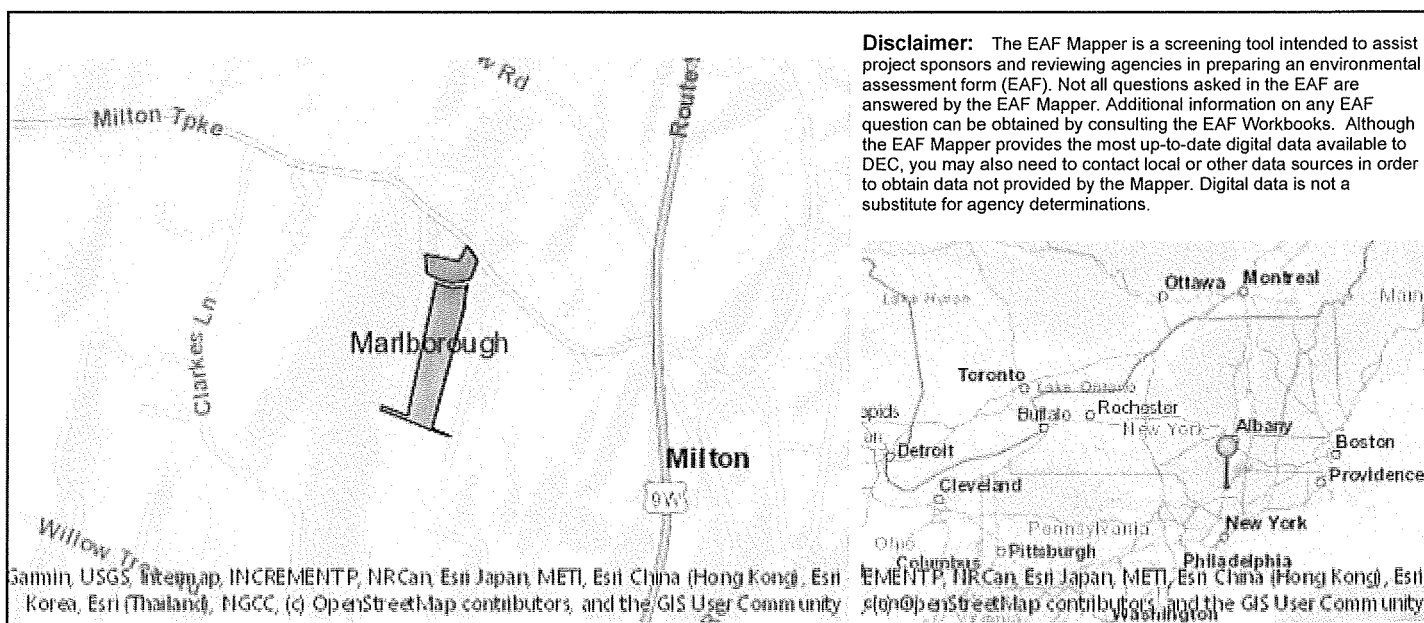 Disclaimer: The EAF Mapper is a screening tool intended to assist
project sponsors and reviewing agencies in preparing an environmental
assessment form (EAF). Not all questions asked in the EAF are
answered by the EAF Mapper. Additional information on any EAF
question can be obtained by consulting the EAF Workbooks. Although
the EAF Mapper provides the most up-to-date digital data available to
DEC, you may also need to contact local or other data sources in order
to obtain data not provided by the Mapper. Digital data is not a
substitute for agency determinations.
w Rd
Milton Tpke
Route
Clarkes Ln
Marlborough
Milton
9W
Willow Tre
Garmin, USGS, Intermap, INCREMENT P, NRCan, Esri Japan, METI, Esri China (Hong Kong), Esri
Korea, Esri (Thailand), NGCC, (c) OpenStreetMap contributors, and the GIS User Community
Ottawa
Montreal
Main
Lake Huron
Toronto
Lake Ontario
apids
Buffalo
Rochester
New York
Albany
Detroit
Boston
Providence
Cleveland
Pennsylvania
New York
Ohio
Pittsburgh
Columbus
Philadelphia
EMENT P, NRCan, Esri Japan, METI, Esri China (Hong Kong), Esri
(c) OpenStreetMap contributors, and the GIS User Community
Washington